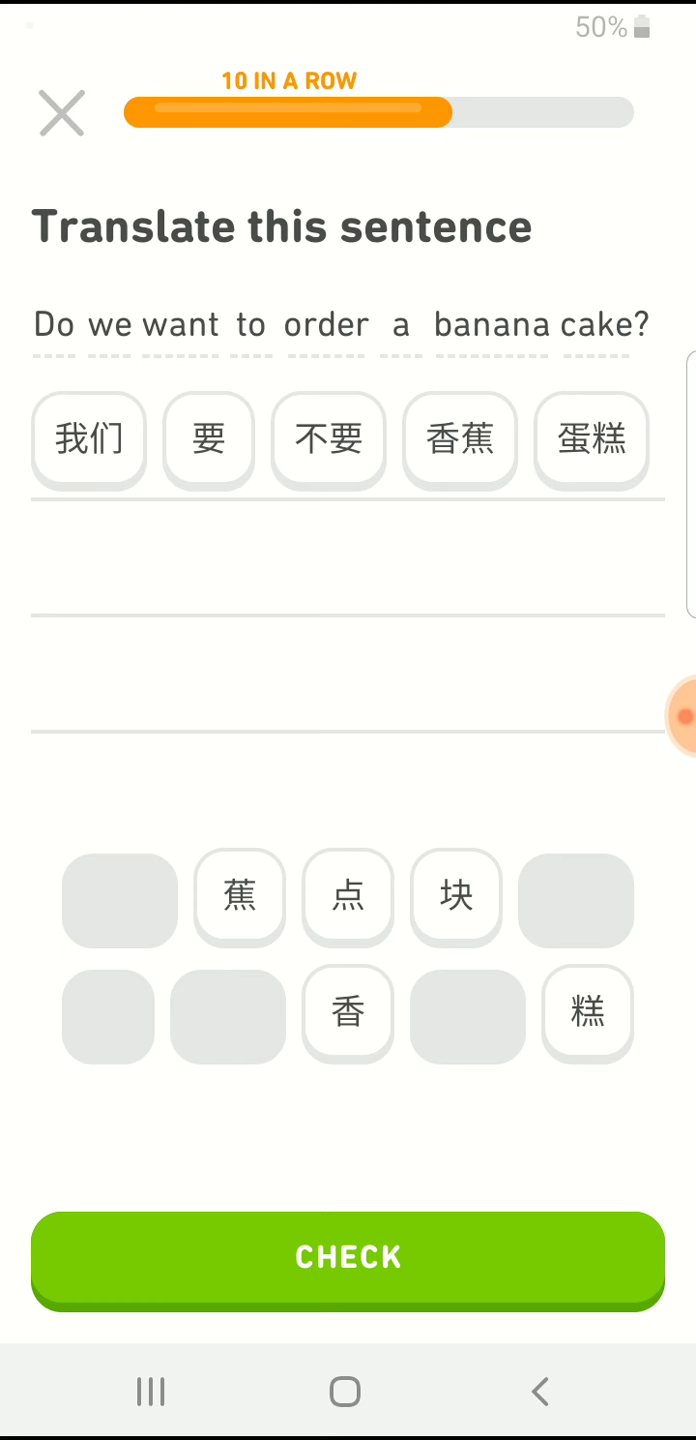 50%
10 IN A ROW
Translate this sentence
Do we want to order a banana cake?
我们 要 不要 香蕉 蛋糕
蕉 点 块
香 糕
CHECK